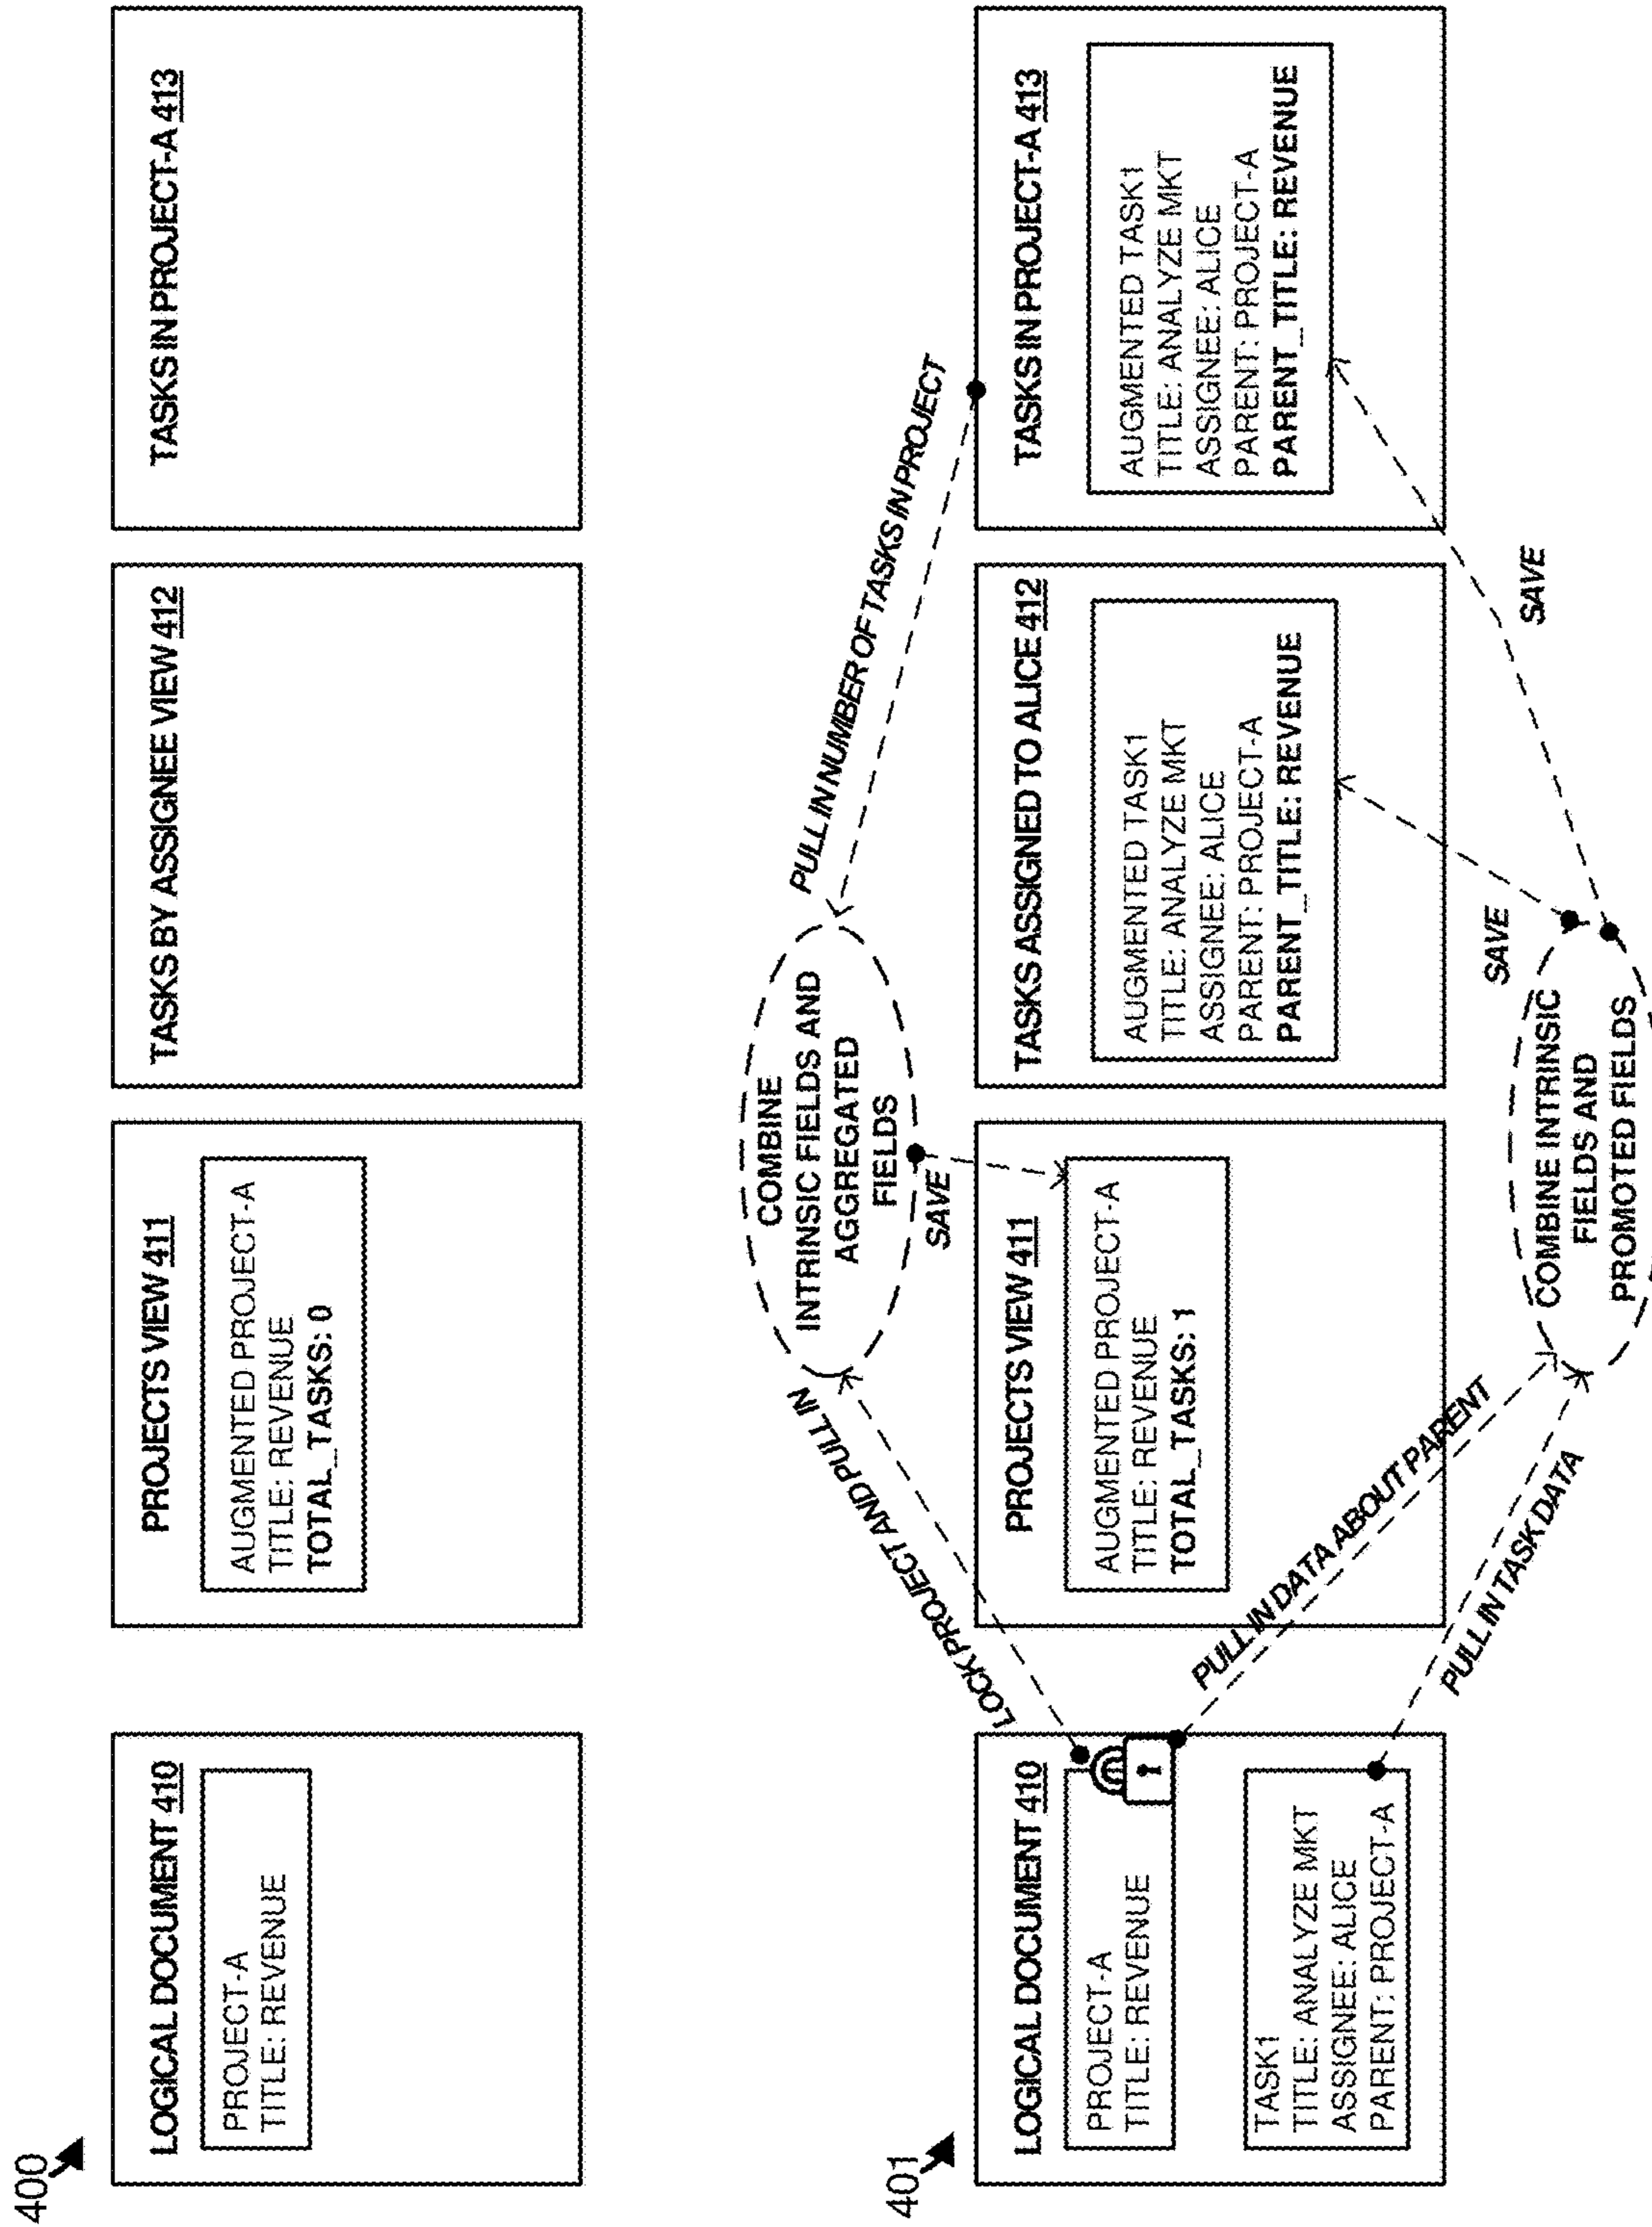 400
LOGICAL DOCUMENT 410
PROJECT-A
TITLE: REVENUE
PROJECTS VIEW 411
AUGMENTED PROJECT-A
TITLE: REVENUE
TOTAL_TASKS: 0
TASKS BY ASSIGNEE VIEW 412
TASKS IN PROJECT-A 413
401
LOGICAL DOCUMENT 410
PROJECT-A
TITLE: REVENUE
TASK1
TITLE: ANALYZE MKT
ASSIGNEE: ALICE
PARENT: PROJECT-A
LOCK PROJECT AND PULL IN
COMBINE
INTRINSIC FIELDS AND
AGGREGATED
FIELDS
PULL IN NUMBER OF TASKS IN PROJECT
SAVE
PROJECTS VIEW 411
AUGMENTED PROJECT-A
TITLE: REVENUE
TOTAL_TASKS: 1
TASKS ASSIGNED TO ALICE 412
AUGMENTED TASK1
TITLE: ANALYZE MKT
ASSIGNEE: ALICE
PARENT: PROJECT-A
PARENT_TITLE: REVENUE
TASKS IN PROJECT-A 413
AUGMENTED TASK1
TITLE: ANALYZE MKT
ASSIGNEE: ALICE
PARENT: PROJECT-A
PARENT_TITLE: REVENUE
PULL IN DATA ABOUT PARENT
PULL IN TASK DATA
COMBINE INTRINSIC
FIELDS AND
PROMOTED FIELDS
SAVE
SAVE